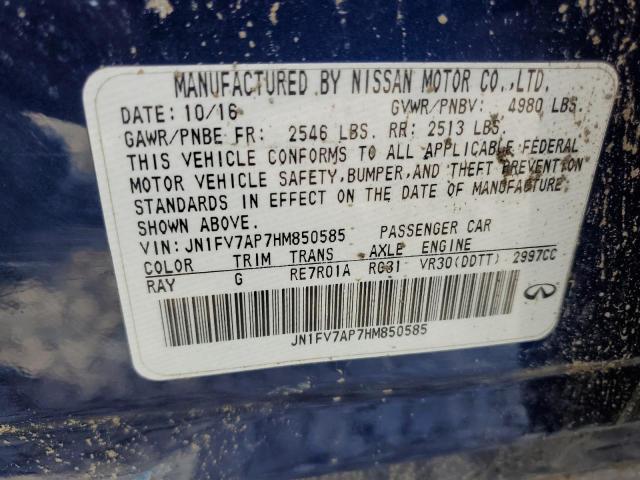 MANUFACTURED BY NISSAN MOTOR CO.,LTD.
DATE: 10/16 GVWR/PNBV: 4980 LBS.
GAWR/PNBE FR: 2546 LBS. RR: 2513 LBS.
THIS VEHICLE CONFORMS TO ALL APPLICABLE FEDERAL
MOTOR VEHICLE SAFETY, BUMPER, AND THEFT PREVENTION
STANDARDS IN EFFECT ON THE DATE OF MANUFACTURE
SHOWN ABOVE.
VIN: JN1FV7AP7HM850585 PASSENGER CAR
COLOR TRIM TRANS AXLE ENGINE
RAY G RE7R01A RG31 VR30(DDTT) 2997CC
JN1FV7AP7HM850585